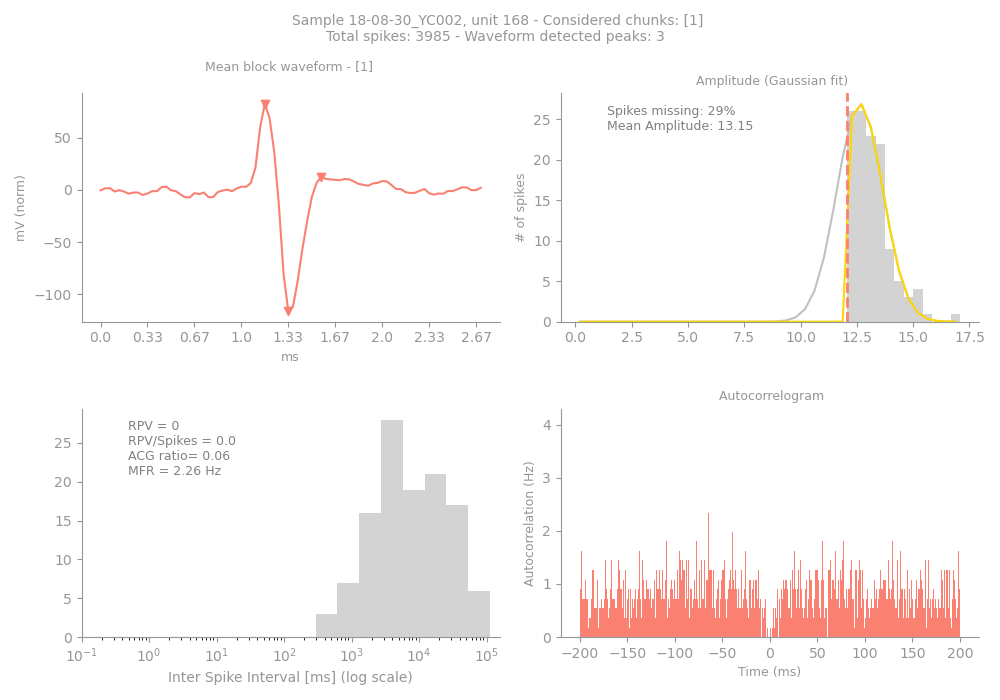 Sample 18-08-30_YC002, unit 168 - Considered chunks: [1]
Total spikes: 3985 - Waveform detected peaks: 3
Mean block waveform - [1]
mV (norm)
50
0
−50
−100
0.0 0.33 0.67 1.0 1.33 1.67 2.0 2.33 2.67
ms
Amplitude (Gaussian fit)
Spikes missing: 29%
Mean Amplitude: 13.15
# of spikes
25
20
15
10
5
0
0.0 2.5 5.0 7.5 10.0 12.5 15.0 17.5
RPV = 0
RPV/Spikes = 0.0
ACG ratio= 0.06
MFR = 2.26 Hz
25
20
15
10
5
0
10⁻¹ 10⁰ 10¹ 10² 10³ 10⁴ 10⁵
Inter Spike Interval [ms] (log scale)
Autocorrelogram
Autocorrelation (Hz)
4
3
2
1
0
−200 −150 −100 −50 0 50 100 150 200
Time (ms)